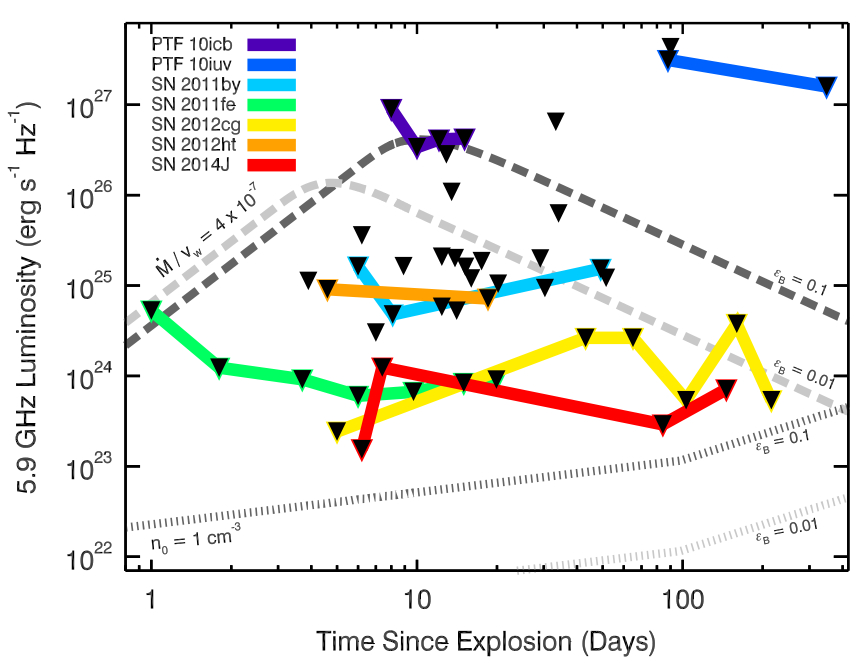 PTF 10icb
PTF 10iuv
SN 2011by
SN 2011fe
SN 2012cg
SN 2012ht
SN 2014J
Ṁ / v_w = 4 x 10⁻⁷
ε_B = 0.1
ε_B = 0.01
ε_B = 0.1
ε_B = 0.01
n₀ = 1 cm⁻³
10²⁷
10²⁶
10²⁵
10²⁴
10²³
10²²
5.9 GHz Luminosity (erg s⁻¹ Hz⁻¹)
1 10 100
Time Since Explosion (Days)